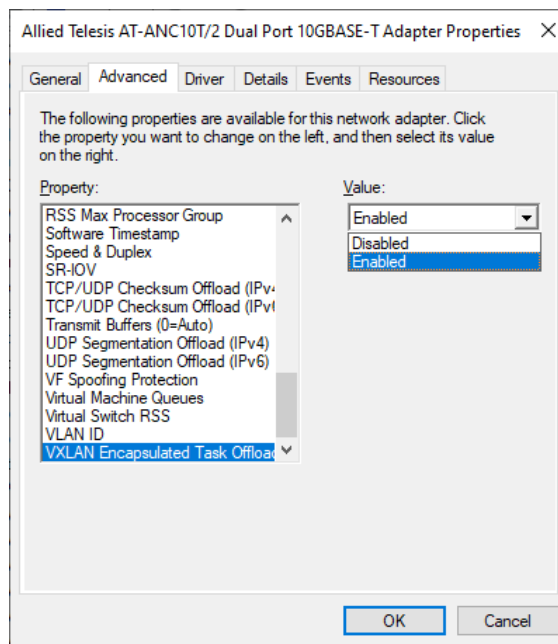 Allied Telesis AT-ANC10T/2 Dual Port 10GBASE-T Adapter Properties
General Advanced Driver Details Events Resources
The following properties are available for this network adapter. Click
the property you want to change on the left, and then select its value
on the right.
Property:
Value:
RSS Max Processor Group
Software Timestamp
Speed & Duplex
SR-IOV
TCP/UDP Checksum Offload (IPv4
TCP/UDP Checksum Offload (IPv6
Transmit Buffers (0=Auto)
UDP Segmentation Offload (IPv4)
UDP Segmentation Offload (IPv6)
VF Spoofing Protection
Virtual Machine Queues
Virtual Switch RSS
VLAN ID
VXLAN Encapsulated Task Offload
Enabled
Disabled
Enabled
OK Cancel